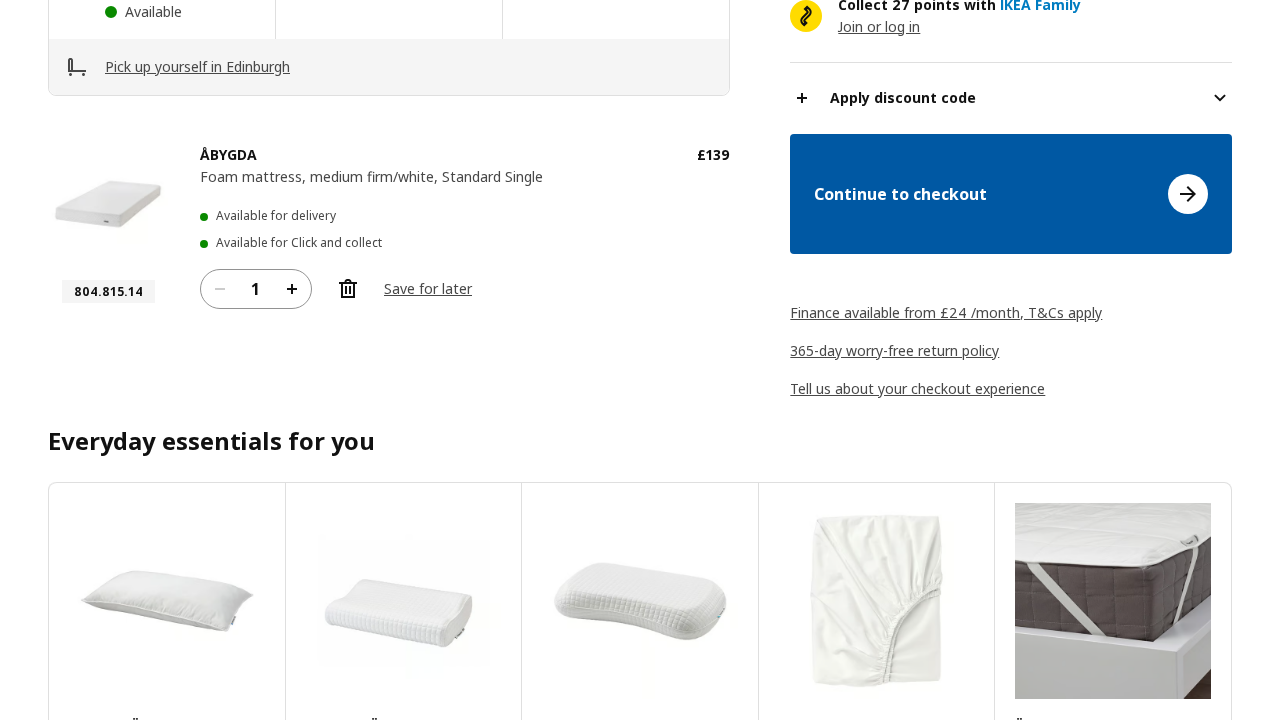 Available
Pick up yourself in Edinburgh
ÅBYGDA
£139
Foam mattress, medium firm/white, Standard Single
Available for delivery
Available for Click and collect
804.815.14
1
Save for later
Collect 27 points with IKEA Family
Join or log in
Apply discount code
Continue to checkout
Finance available from £24 /month, T&Cs apply
365-day worry-free return policy
Tell us about your checkout experience
Everyday essentials for you